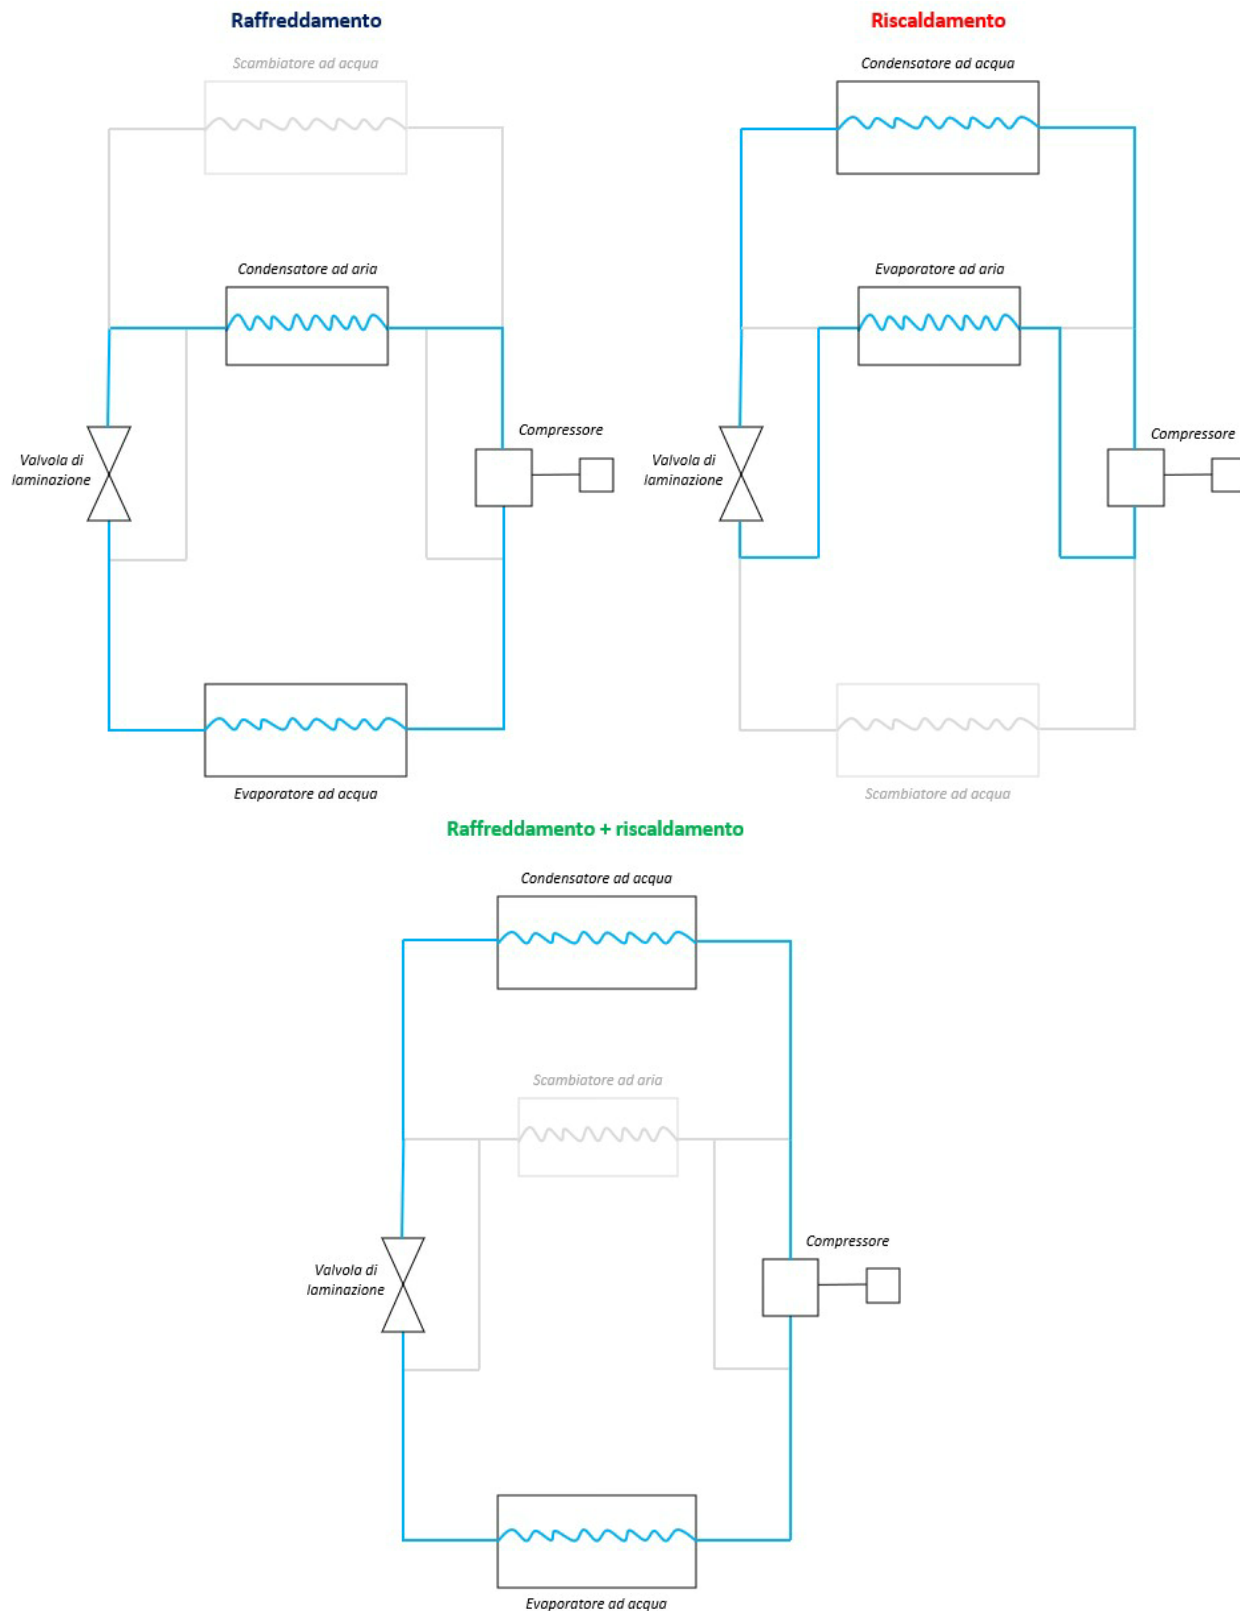 Raffreddamento
Scambiatore ad acqua
Condensatore ad aria
Compressore
Valvola di
laminazione
Evaporatore ad acqua
Riscaldamento
Condensatore ad acqua
Evaporatore ad aria
Compressore
Valvola di
laminazione
Scambiatore ad acqua
Raffreddamento + riscaldamento
Condensatore ad acqua
Scambiatore ad aria
Compressore
Valvola di
laminazione
Evaporatore ad acqua